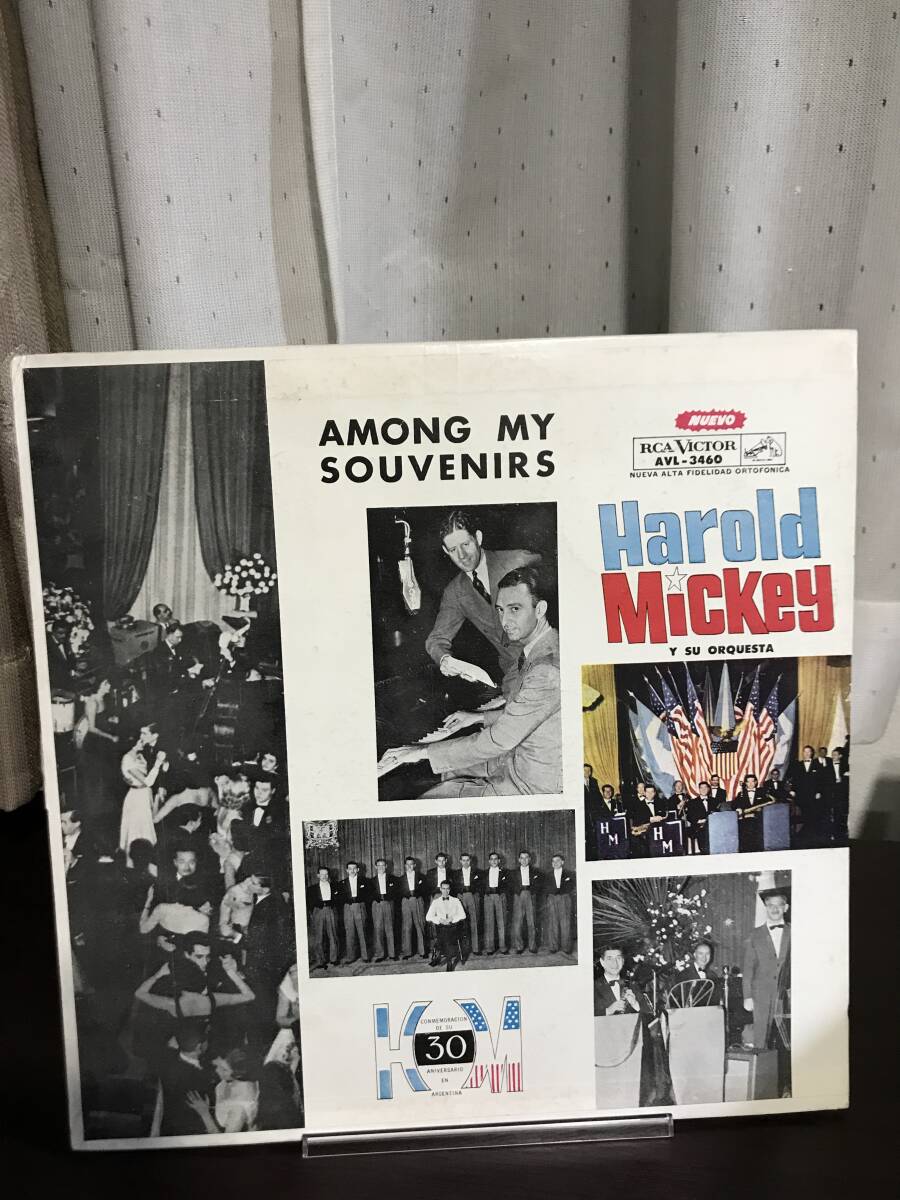 AMONG MY
SOUVENIRS
NUEVO
RCA VICTOR
AVL-3460
NUEVA ALTA FIDELIDAD ORTOFONICA
Harold
Mickey
Y SU ORQUESTA
HM
HM
HM
CONMEMORACION
DE SU
30
ANIVERSARIO
EN
ARGENTINA